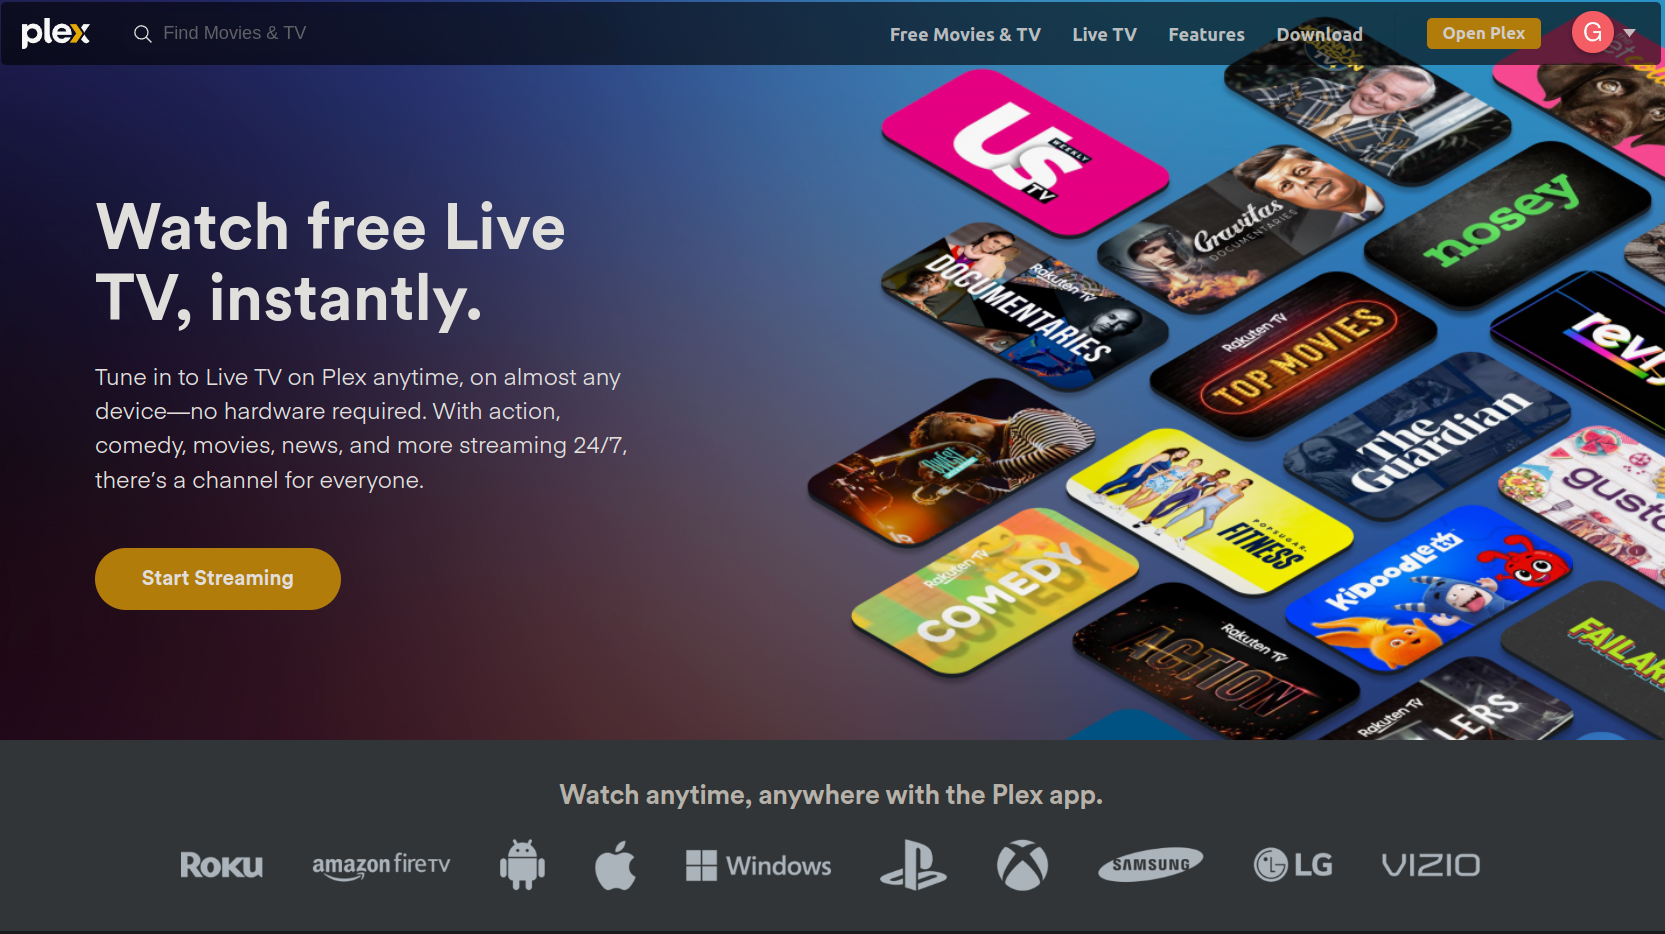 plex
Find Movies & TV
Free Movies & TV
Live TV
Features
Download
Open Plex
G
Watch free Live
TV, instantly.
Tune in to Live TV on Plex anytime, on almost any
device—no hardware required. With action,
comedy, movies, news, and more streaming 24/7,
there’s a channel for everyone.
Start Streaming
US
WEEKLY
TV
Gravitas
DOCUMENTARIES
nosey
Rakuten TV
DOCUMENTARIES
Rakuten TV
TOP MOVIES
revry
The
Guardian
gusto
POPSUGAR.
FITNESS
Rakuten TV
COMEDY
KiDoodle.TV
Rakuten TV
ACTION
FAILAR
Rakuten TV
LLERS
Watch anytime, anywhere with the Plex app.
ROKU
amazon fireTV
Windows
SAMSUNG
LG
VIZIO